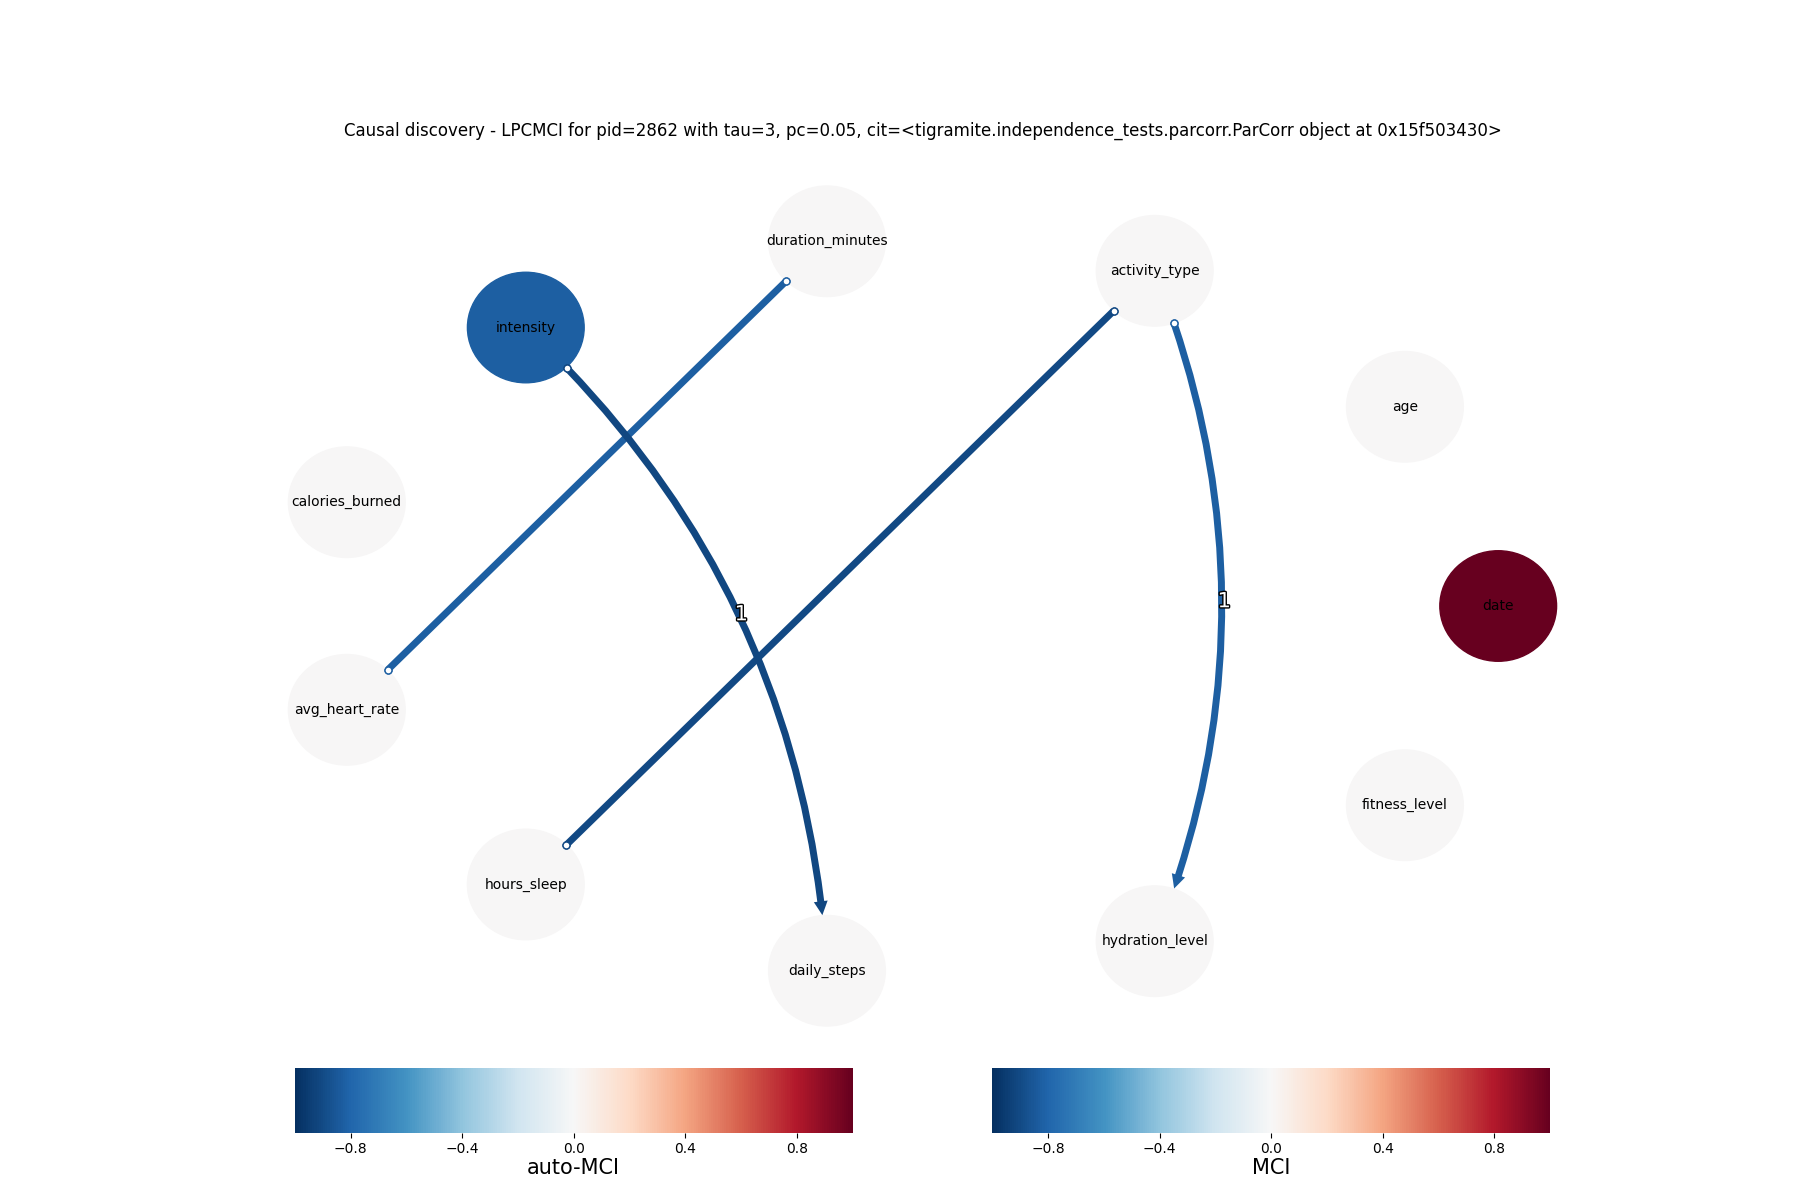 Causal discovery - LPCMCI for pid=2862 with tau=3, pc=0.05, cit=<tigramite.independence_tests.parcorr.ParCorr object at 0x15f503430>
duration_minutes
activity_type
intensity
age
calories_burned
date
1
1
avg_heart_rate
fitness_level
hours_sleep
hydration_level
daily_steps
−0.8 −0.4 0.0 0.4 0.8
auto-MCI
−0.8 −0.4 0.0 0.4 0.8
MCI